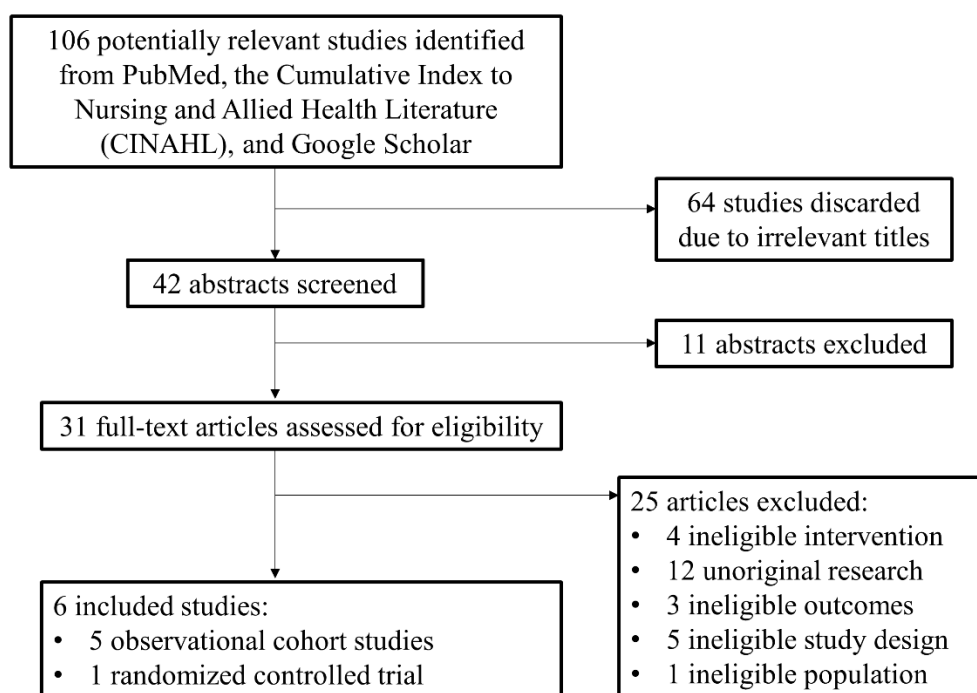 106 potentially relevant studies identified
from PubMed, the Cumulative Index to
Nursing and Allied Health Literature
(CINAHL), and Google Scholar
64 studies discarded
due to irrelevant titles
42 abstracts screened
11 abstracts excluded
31 full-text articles assessed for eligibility
25 articles excluded:
• 4 ineligible intervention
• 12 unoriginal research
• 3 ineligible outcomes
• 5 ineligible study design
• 1 ineligible population
6 included studies:
• 5 observational cohort studies
• 1 randomized controlled trial